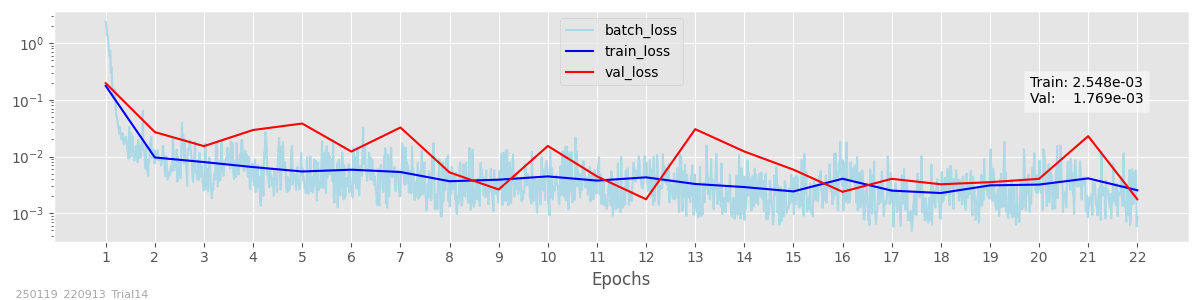 batch_loss
train_loss
val_loss
Train: 2.548e-03
Val: 1.769e-03
10⁰
10⁻¹
10⁻²
10⁻³
1 2 3 4 5 6 7 8 9 10 11 12 13 14 15 16 17 18 19 20 21 22
Epochs
250119_220913_Trial14